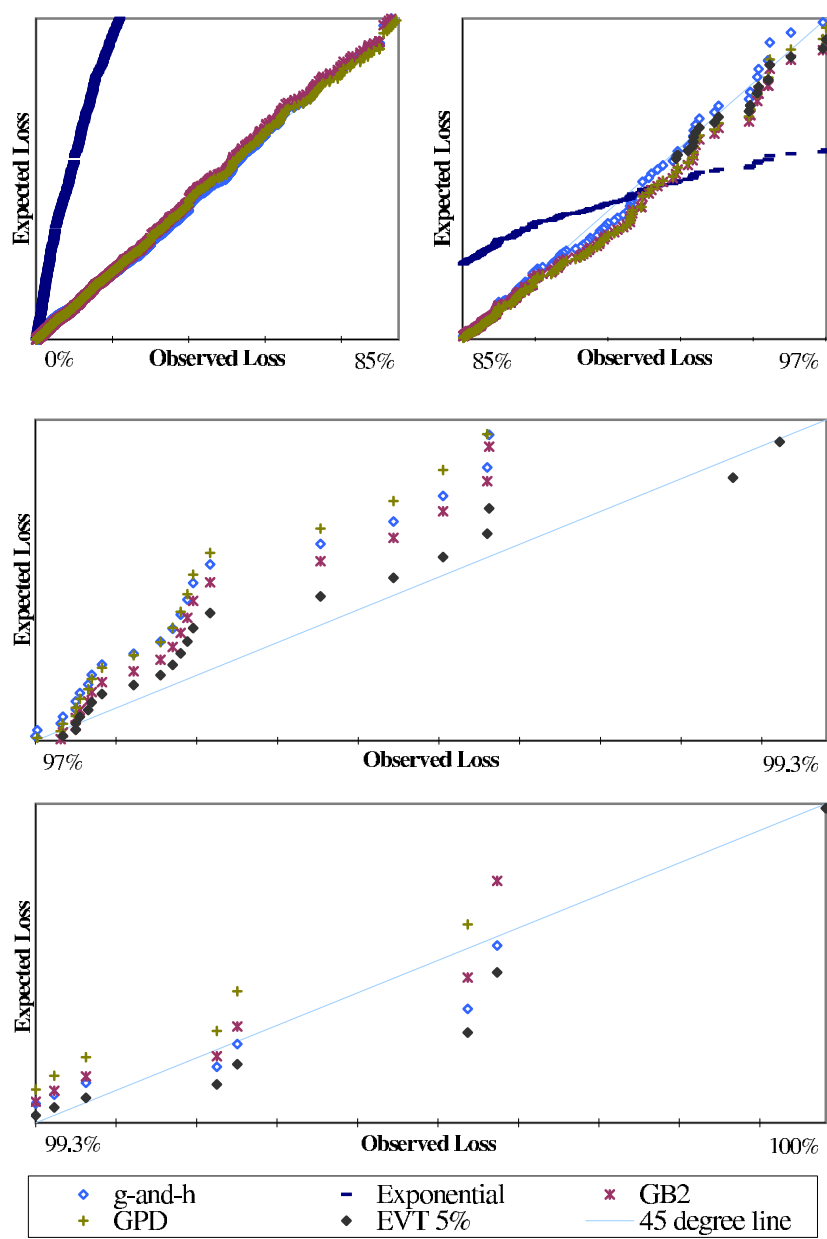 Expected Loss
0%
Observed Loss
85%
Expected Loss
85%
Observed Loss
97%
Expected Loss
97%
Observed Loss
99.3%
Expected Loss
99.3%
Observed Loss
100%
g-and-h
Exponential
GB2
GPD
EVT 5%
45 degree line